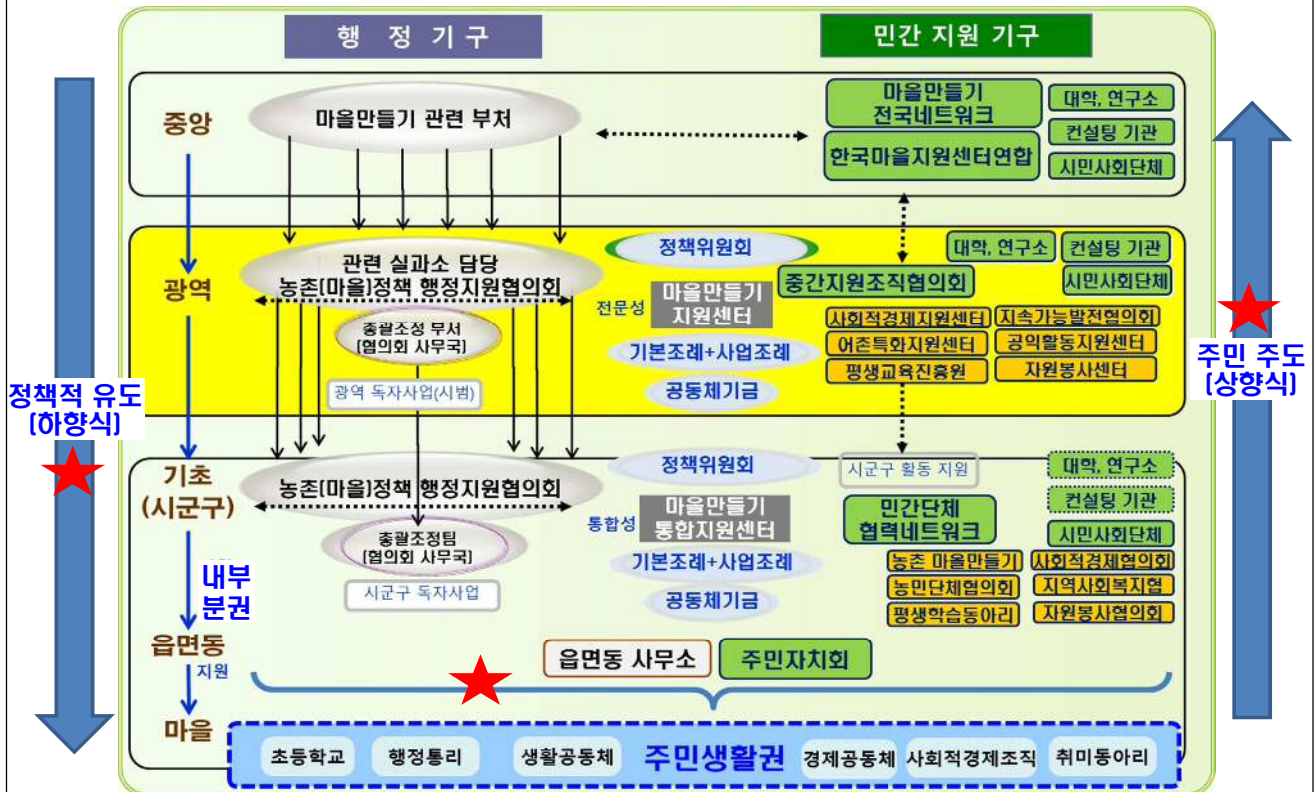 행 정 기 구
민간 지원 기구
중앙
마을만들기 관련 부처
마을만들기
전국네트워크
한국마을지원센터연합
대학, 연구소
컨설팅 기관
시민사회단체
광역
관련 실과소 담당
농촌(마을)정책 행정지원협의회
총괄조정 부서
(협의회 사무국)
광역 독자사업(시범)
정책위원회
전문성
마을만들기
지원센터
기본조례+사업조례
공동체기금
중간지원조직협의회
대학, 연구소
컨설팅 기관
시민사회단체
사회적경제지원센터
지속가능발전협의회
어촌특화지원센터
공익활동지원센터
평생교육진흥원
자원봉사센터
정책적 유도
(하향식)
주민 주도
(상향식)
기초
(시군구)
농촌(마을)정책 행정지원협의회
총괄조정팀
(협의회 사무국)
시군구 독자사업
정책위원회
통합성
마을만들기
통합지원센터
기본조례+사업조례
공동체기금
시군구 활동 지원
민간단체
협력네트워크
대학, 연구소
컨설팅 기관
시민사회단체
농촌 마을만들기
사회적경제협의회
농민단체협의회
지역사회복지협
평생학습동아리
자원봉사협의회
내부
분권
읍면동
지원
읍면동 사무소
주민자치회
마을
초등학교
행정통리
생활공동체
주민생활권
경제공동체
사회적경제조직
취미동아리